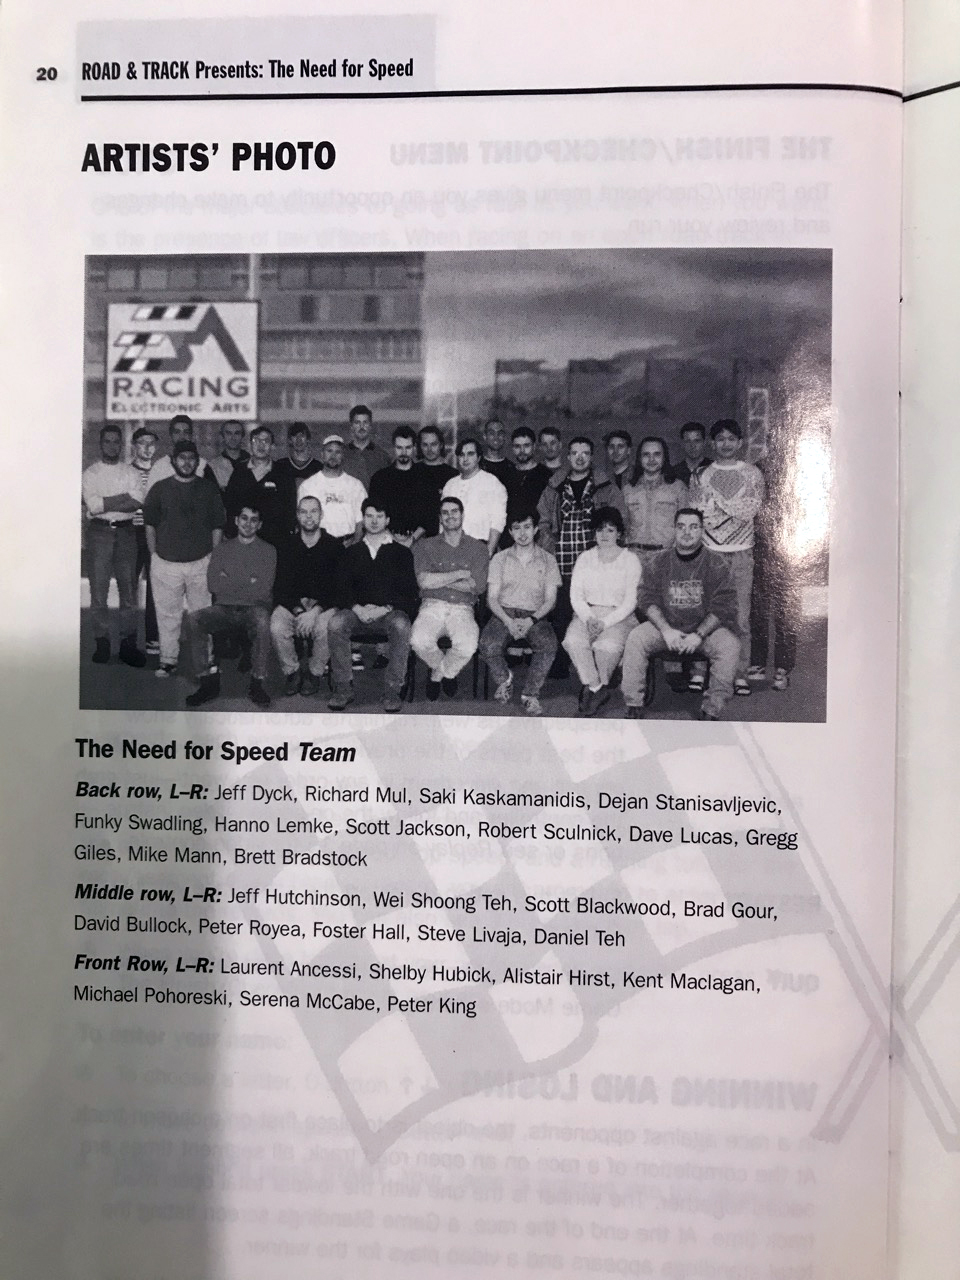 20 ROAD & TRACK Presents: The Need for Speed
ARTISTS' PHOTO
EA
RACING
ELECTRONIC ARTS
The Need for Speed Team
Back row, L–R: Jeff Dyck, Richard Mul, Saki Kaskamanidis, Dejan Stanisavljevic,
Funky Swadling, Hanno Lemke, Scott Jackson, Robert Sculnick, Dave Lucas, Gregg
Giles, Mike Mann, Brett Bradstock
Middle row, L–R: Jeff Hutchinson, Wei Shoong Teh, Scott Blackwood, Brad Gour,
David Bullock, Peter Royea, Foster Hall, Steve Livaja, Daniel Teh
Front Row, L–R: Laurent Ancessi, Shelby Hubick, Alistair Hirst, Kent Maclagan,
Michael Pohoreski, Serena McCabe, Peter King